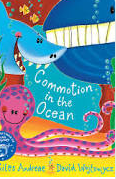 Commotion
in the
Ocean
Giles Andreae David Wojtowycz